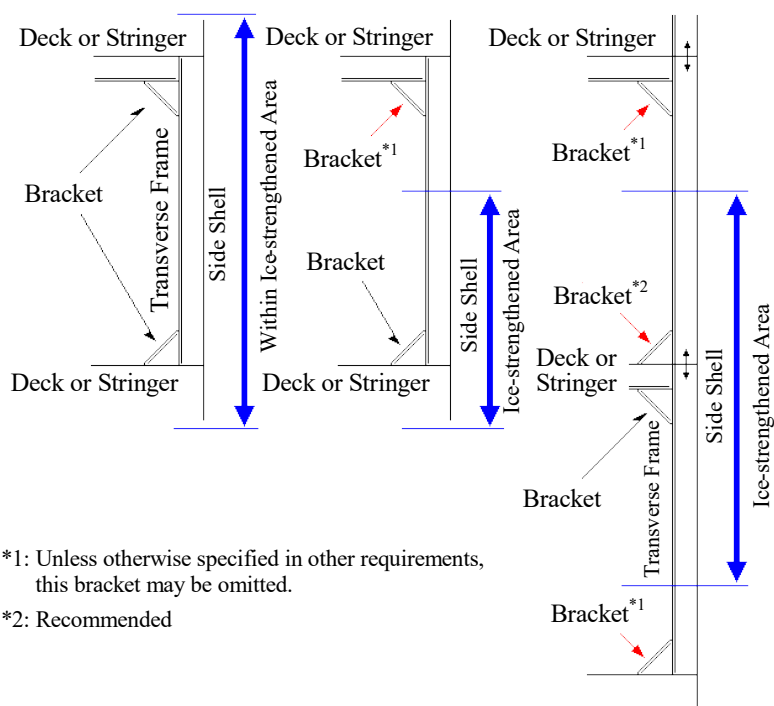 Deck or Stringer
Bracket
Transverse Frame
Side Shell
Within Ice-strengthened Area
Deck or Stringer
Deck or Stringer
Bracket*1
Bracket
Side Shell
Ice-strengthened Area
Deck or Stringer
Deck or Stringer
Bracket*1
Bracket*2
Deck or
Stringer
Bracket
Transverse Frame
Side Shell
Ice-strengthened Area
Bracket*1
*1: Unless otherwise specified in other requirements,
this bracket may be omitted.
*2: Recommended